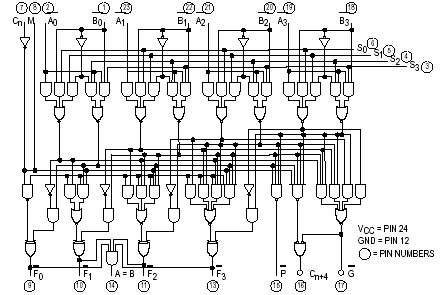 7 8 2 1 23 22 21 20 19 18
Cn M A0 B0 A1 B1 A2 B2 A3 B3
S0 6
S1 5
S2 4
S3 3
VCC = PIN 24
GND = PIN 12
= PIN NUMBERS
F0 F1 A = B F2 F3 P Cn+4 G
9 10 14 11 13 15 16 17